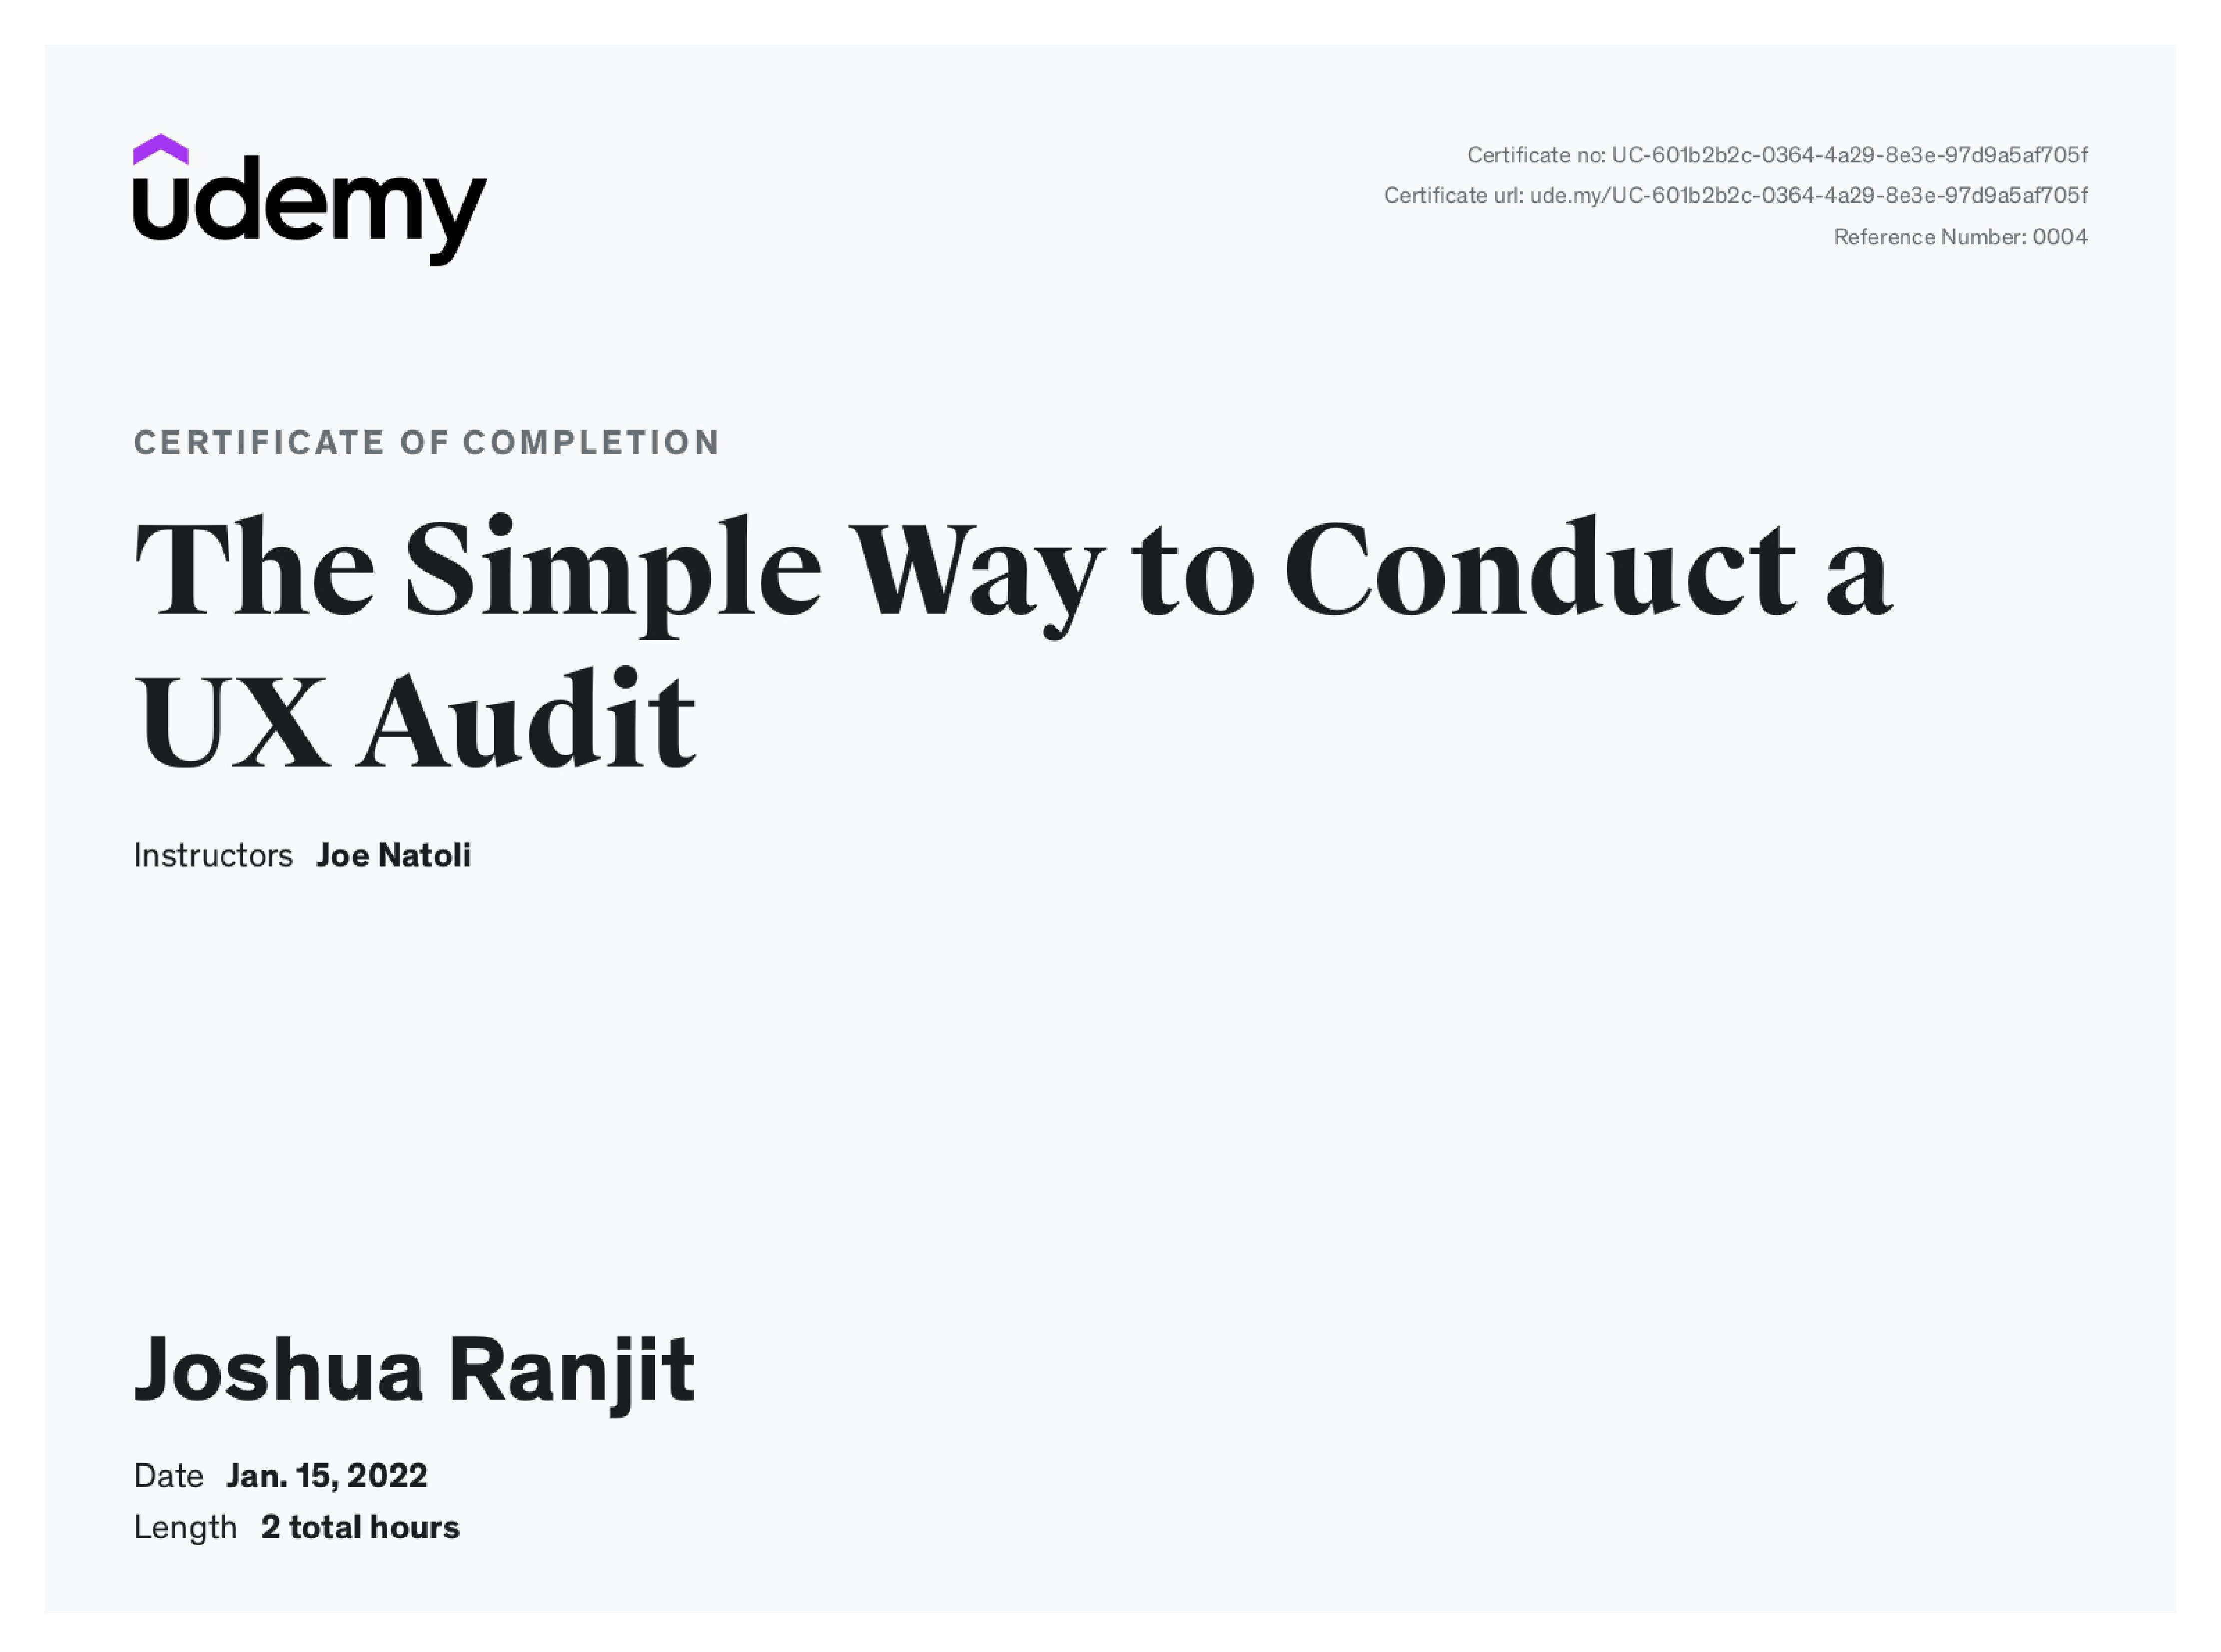 udemy
Certificate no: UC-601b2b2c-0364-4a29-8e3e-97d9a5af705f
Certificate url: ude.my/UC-601b2b2c-0364-4a29-8e3e-97d9a5af705f
Reference Number: 0004
CERTIFICATE OF COMPLETION
The Simple Way to Conduct a
UX Audit
Instructors Joe Natoli
Joshua Ranjit
Date Jan. 15, 2022
Length 2 total hours